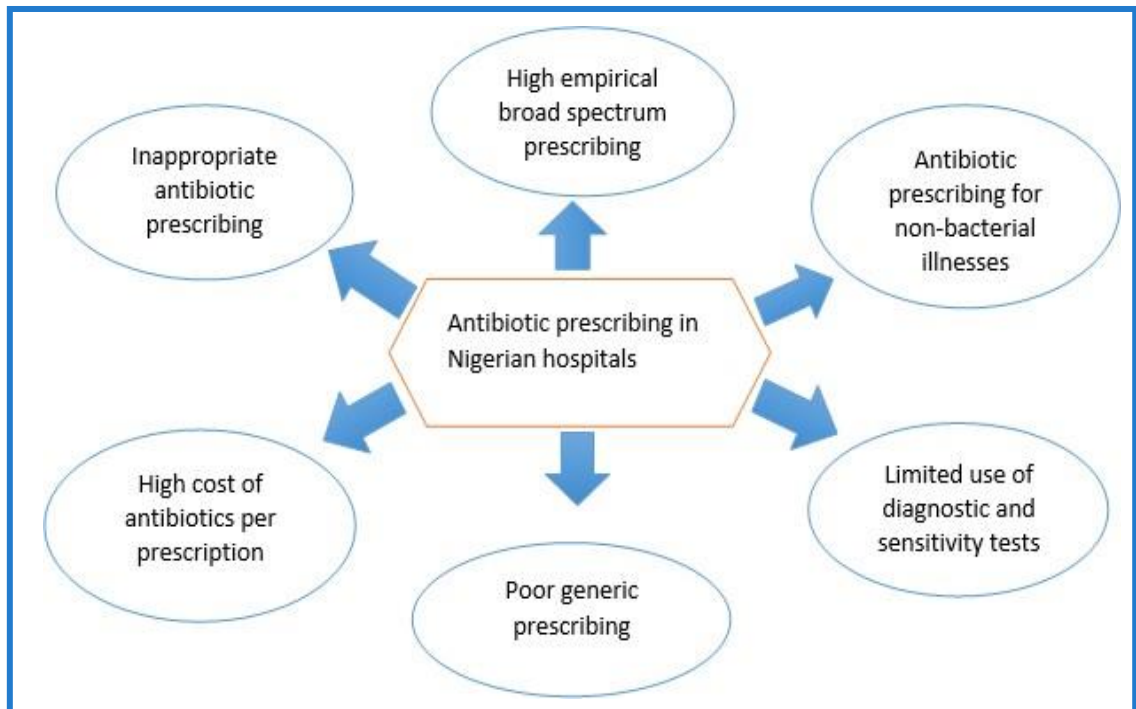 High empirical
broad spectrum
prescribing
Inappropriate
antibiotic
prescribing
Antibiotic
prescribing for
non-bacterial
illnesses
Antibiotic prescribing in
Nigerian hospitals
High cost of
antibiotics per
prescription
Limited use of
diagnostic and
sensitivity tests
Poor generic
prescribing